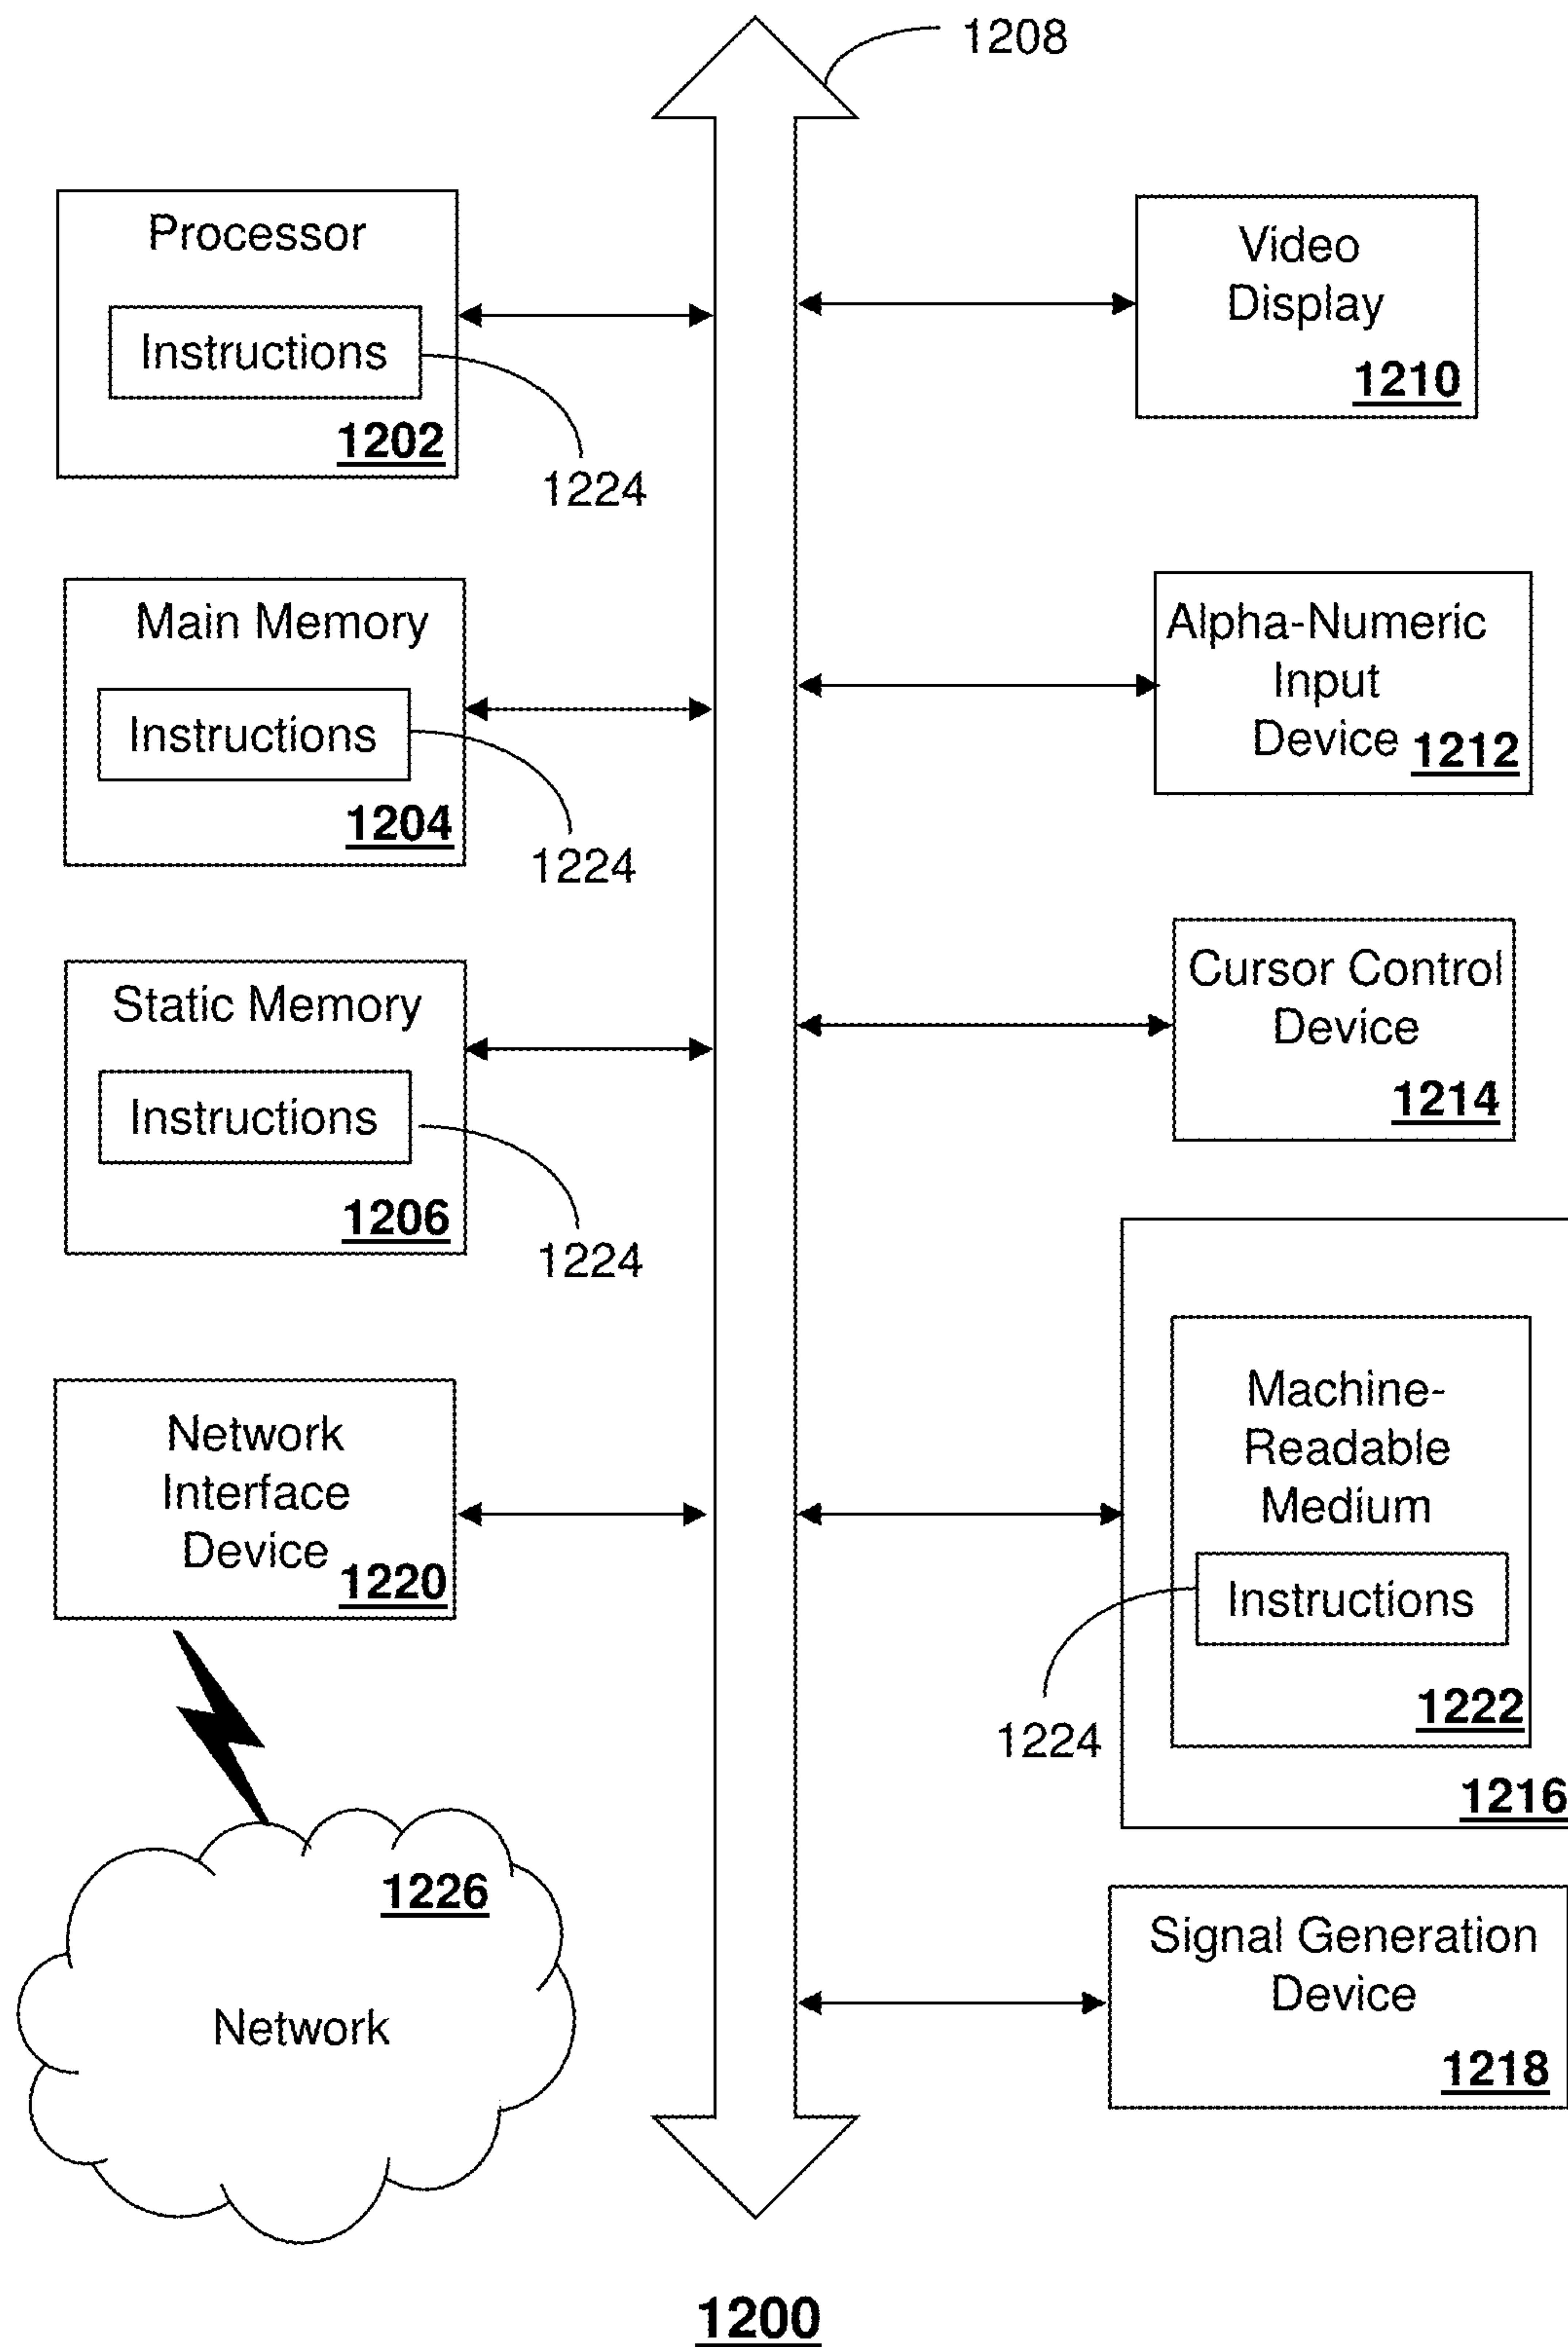 1208
Processor
Instructions
1202
1224
Main Memory
Instructions
1204
1224
Static Memory
Instructions
1206
1224
Network
Interface
Device
1220
1226
Network
Video
Display
1210
Alpha-Numeric
Input
Device 1212
Cursor Control
Device
1214
Machine-
Readable
Medium
Instructions
1222
1224
1216
Signal Generation
Device
1218
1200